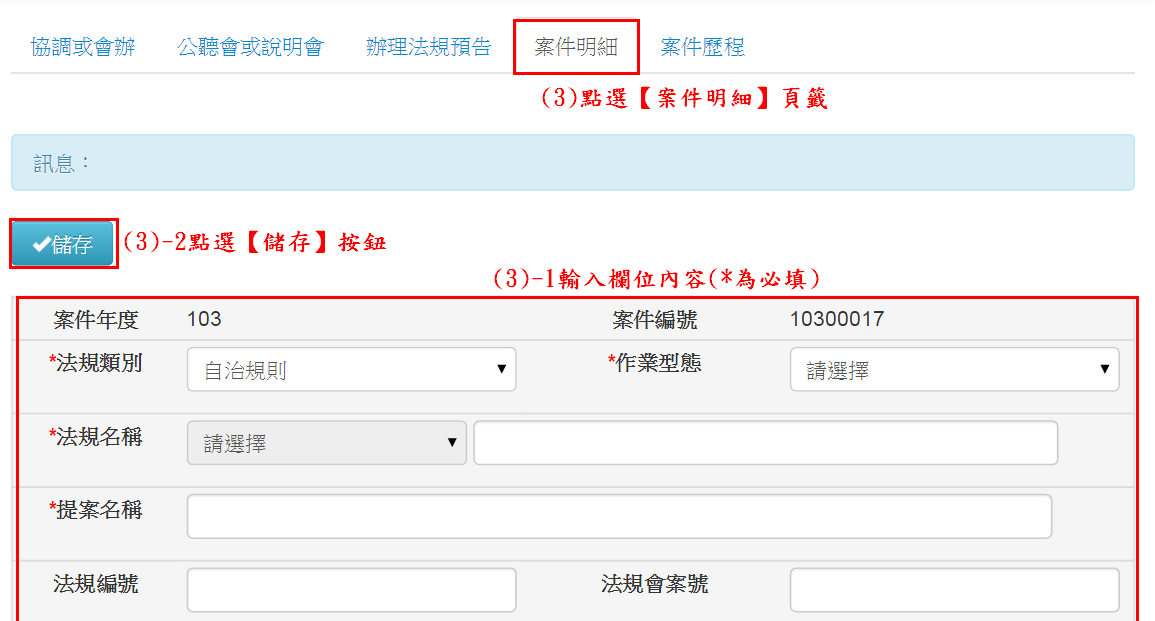 協調或會辦 公聽會或說明會 辦理法規預告 案件明細 案件歷程
(3)點選【案件明細】頁籤
訊息：
儲存 (3)-2點選【儲存】按鈕
(3)-1輸入欄位內容(*為必填)
案件年度 103 案件編號 10300017
*法規類別 自治規則 *作業型態 請選擇
*法規名稱 請選擇
*提案名稱
法規編號 法規會案號